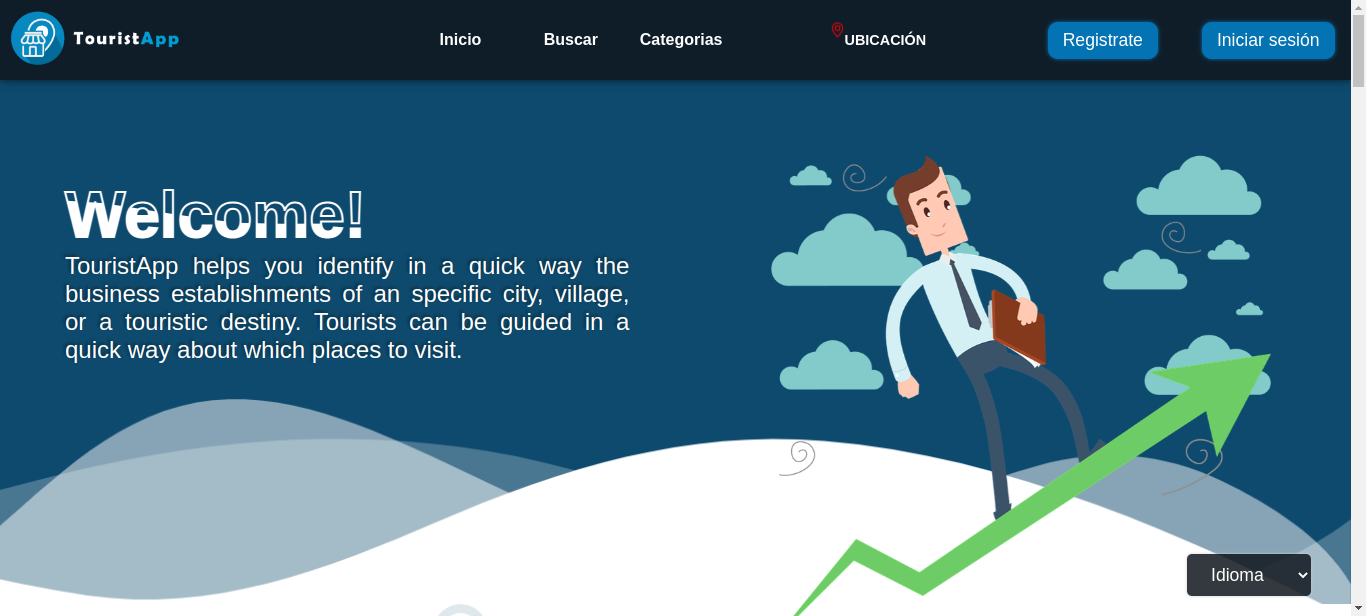 TouristApp
Inicio
Buscar
Categorias
UBICACIÓN
Registrate
Iniciar sesión
Welcome!
TouristApp helps you identify in a quick way the
business establishments of an specific city, village,
or a touristic destiny. Tourists can be guided in a
quick way about which places to visit.
Idioma